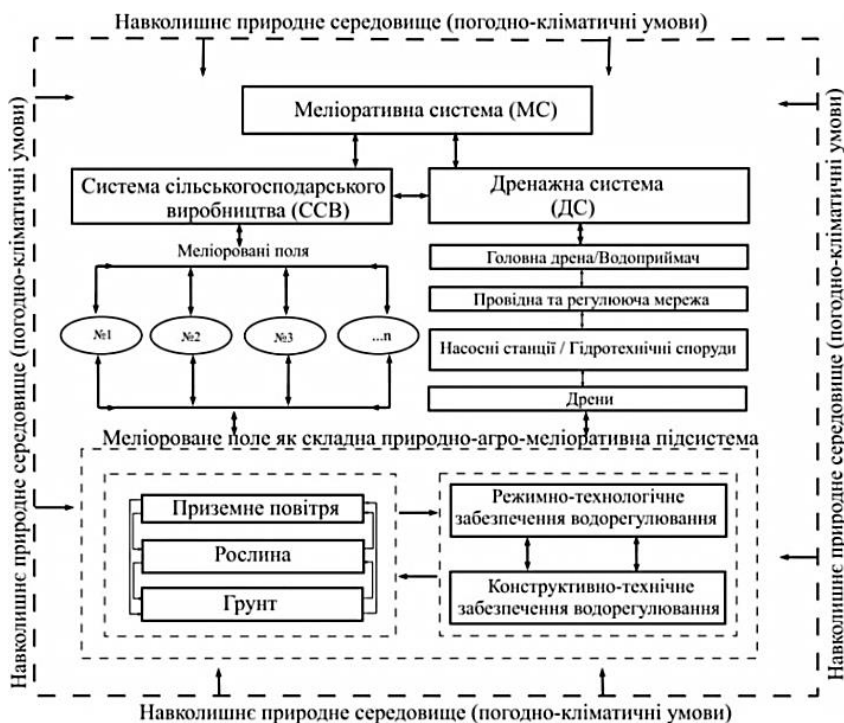 Навколишнє природне середовище (погодно-кліматичні умови)
Навколишнє природне середовище (погодно-кліматичні умови)
Навколишнє природне середовище (погодно-кліматичні умови)
Меліоративна система (МС)
Система сільськогосподарського
виробництва (ССВ)
Дренажна система
(ДС)
Меліоровані поля
№1
№2
№3
...n
Головна дрена/Водоприймач
Провідна та регулююча мережа
Насосні станції / Гідротехнічні споруди
Дрени
Меліороване поле як складна природно-агро-меліоративна підсистема
Приземне повітря
Рослина
Грунт
Режимно-технологічне
забезпечення водорегулювання
Конструктивно-технічне
забезпечення водорегулювання
Навколишнє природне середовище (погодно-кліматичні умови)